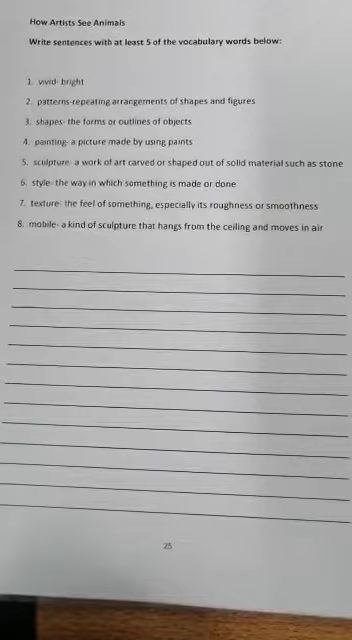 How Artists See Animals
Write sentences with at least 5 of the vocabulary words below:
1. vivid- bright
2. patterns-repeating arrangements of shapes and figures
3. shapes- the forms or outlines of objects
4. painting- a picture made by using paints
5. sculpture- a work of art carved or shaped out of solid material such as stone
6. style- the way in which something is made or done
7. texture- the feel of something, especially its roughness or smoothness
8. mobile- a kind of sculpture that hangs from the ceiling and moves in air
25